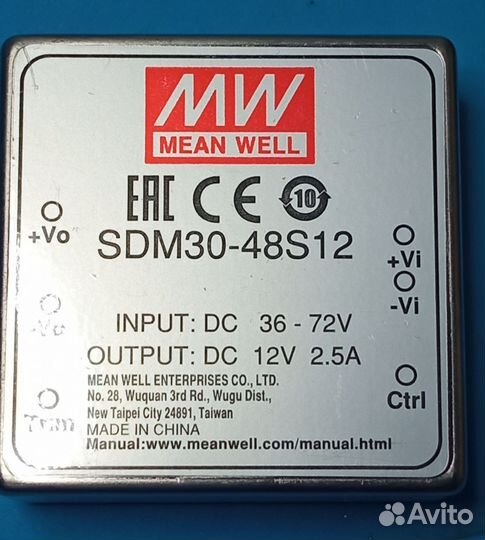 MW
MEAN WELL
EAC CE 10
SDM30-48S12
+Vo
-Vo
Trim
+Vi
-Vi
Ctrl
INPUT: DC 36 - 72V
OUTPUT: DC 12V 2.5A
MEAN WELL ENTERPRISES CO., LTD.
No. 28, Wuquan 3rd Rd., Wugu Dist.,
New Taipei City 24891, Taiwan
MADE IN CHINA
Manual:www.meanwell.com/manual.html
Avito